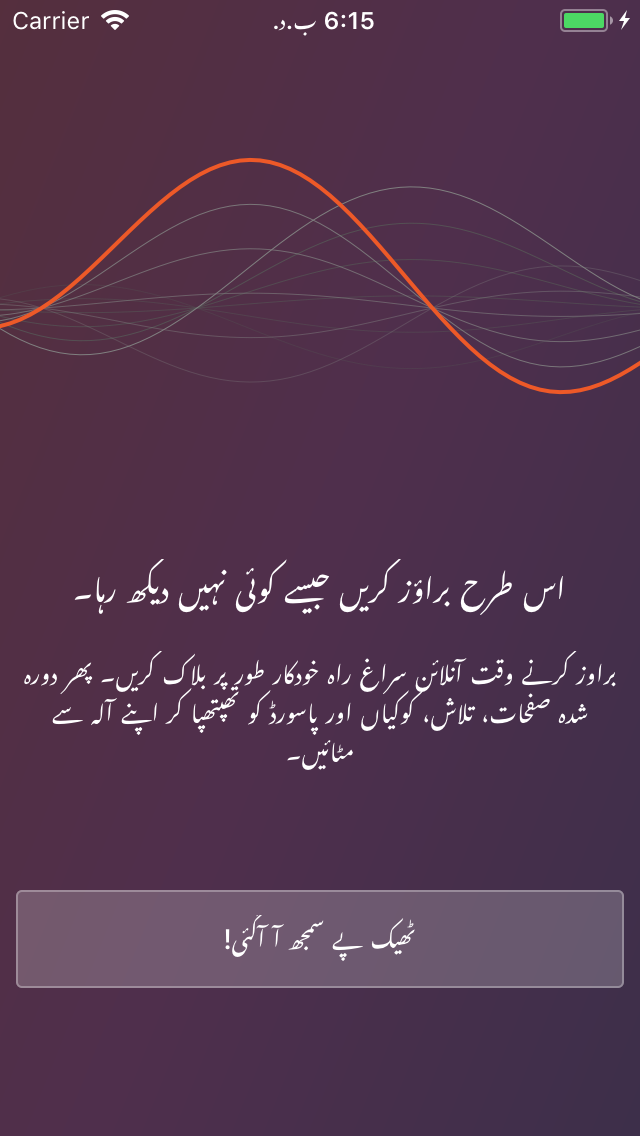 Carrier 6:15 ب.د.
اس طرح براؤز کریں جیسے کوئی نہیں دیکھ رہا۔
براوز کرنے وقت آنلائن سراغ راہ خودکار طور پر بلاک کریں۔ پھر دورہ
شدہ صفحات، تلاش، کوکیاں اور پاسورڈ کو تھپتھپا کر اپنے آلہ سے
مٹائیں۔
ٹھیک ہے سمجھ آ آگئی!